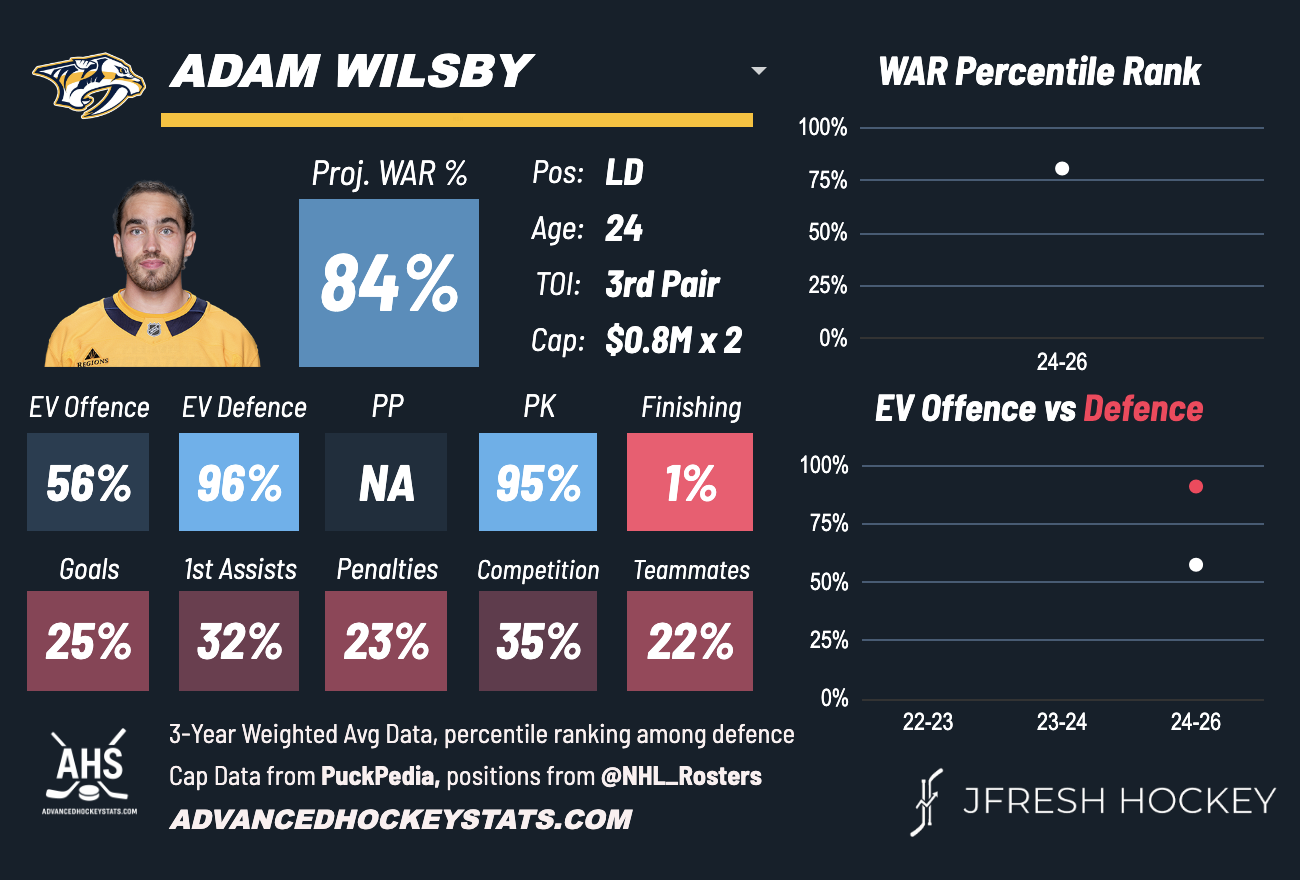 ADAM WILSBY
Proj. WAR %
84%
Pos: LD
Age: 24
TOI: 3rd Pair
Cap: $0.8M x 2
REGIONS
EV Offence EV Defence PP PK Finishing
56% 96% NA 95% 1%
Goals 1st Assists Penalties Competition Teammates
25% 32% 23% 35% 22%
3-Year Weighted Avg Data, percentile ranking among defence
Cap Data from PuckPedia, positions from @NHL_Rosters
ADVANCEDHOCKEYSTATS.COM
AHS
ADVANCEDHOCKEYSTATS.COM
WAR Percentile Rank
100%
75%
50%
25%
0%
24-26
EV Offence vs Defence
100%
75%
50%
25%
0%
22-23 23-24 24-26
JFRESH HOCKEY